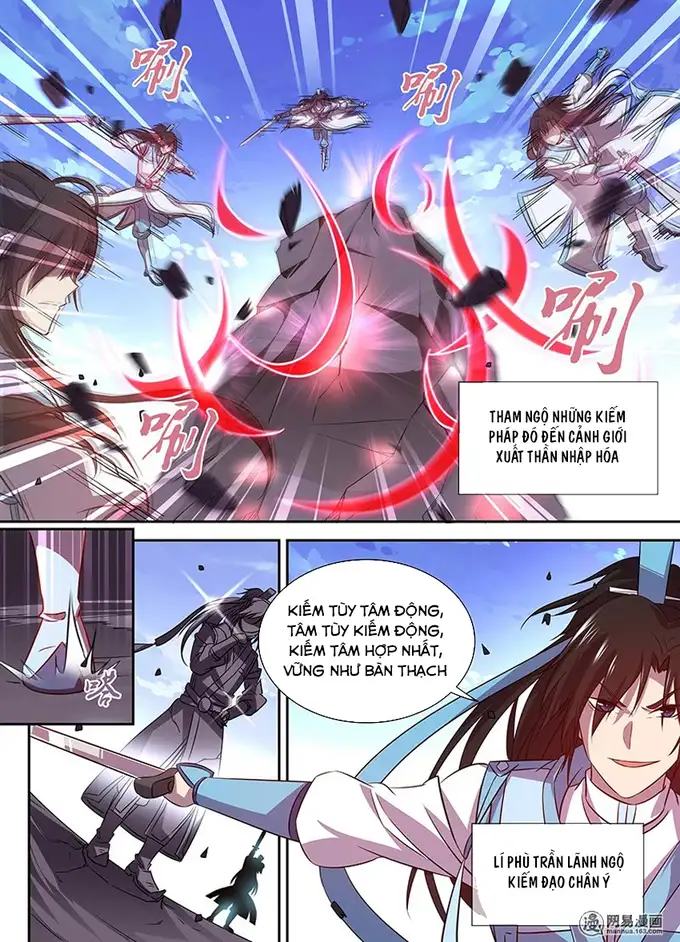 唰
唰
唰
唰
THAM NGỘ NHỮNG KIẾM
PHÁP ĐÓ ĐẾN CẢNH GIỚI
XUẤT THẦN NHẬP HÓA
KIẾM TÙY TÂM ĐỘNG,
TÂM TÙY KIẾM ĐỘNG,
KIẾM TÂM HỢP NHẤT,
VỮNG NHƯ BÀN THẠCH
嗒
LÍ PHÙ TRẦN LÃNH NGỘ
KIẾM ĐẠO CHÂN Ý
网易漫画
manhua.163.com